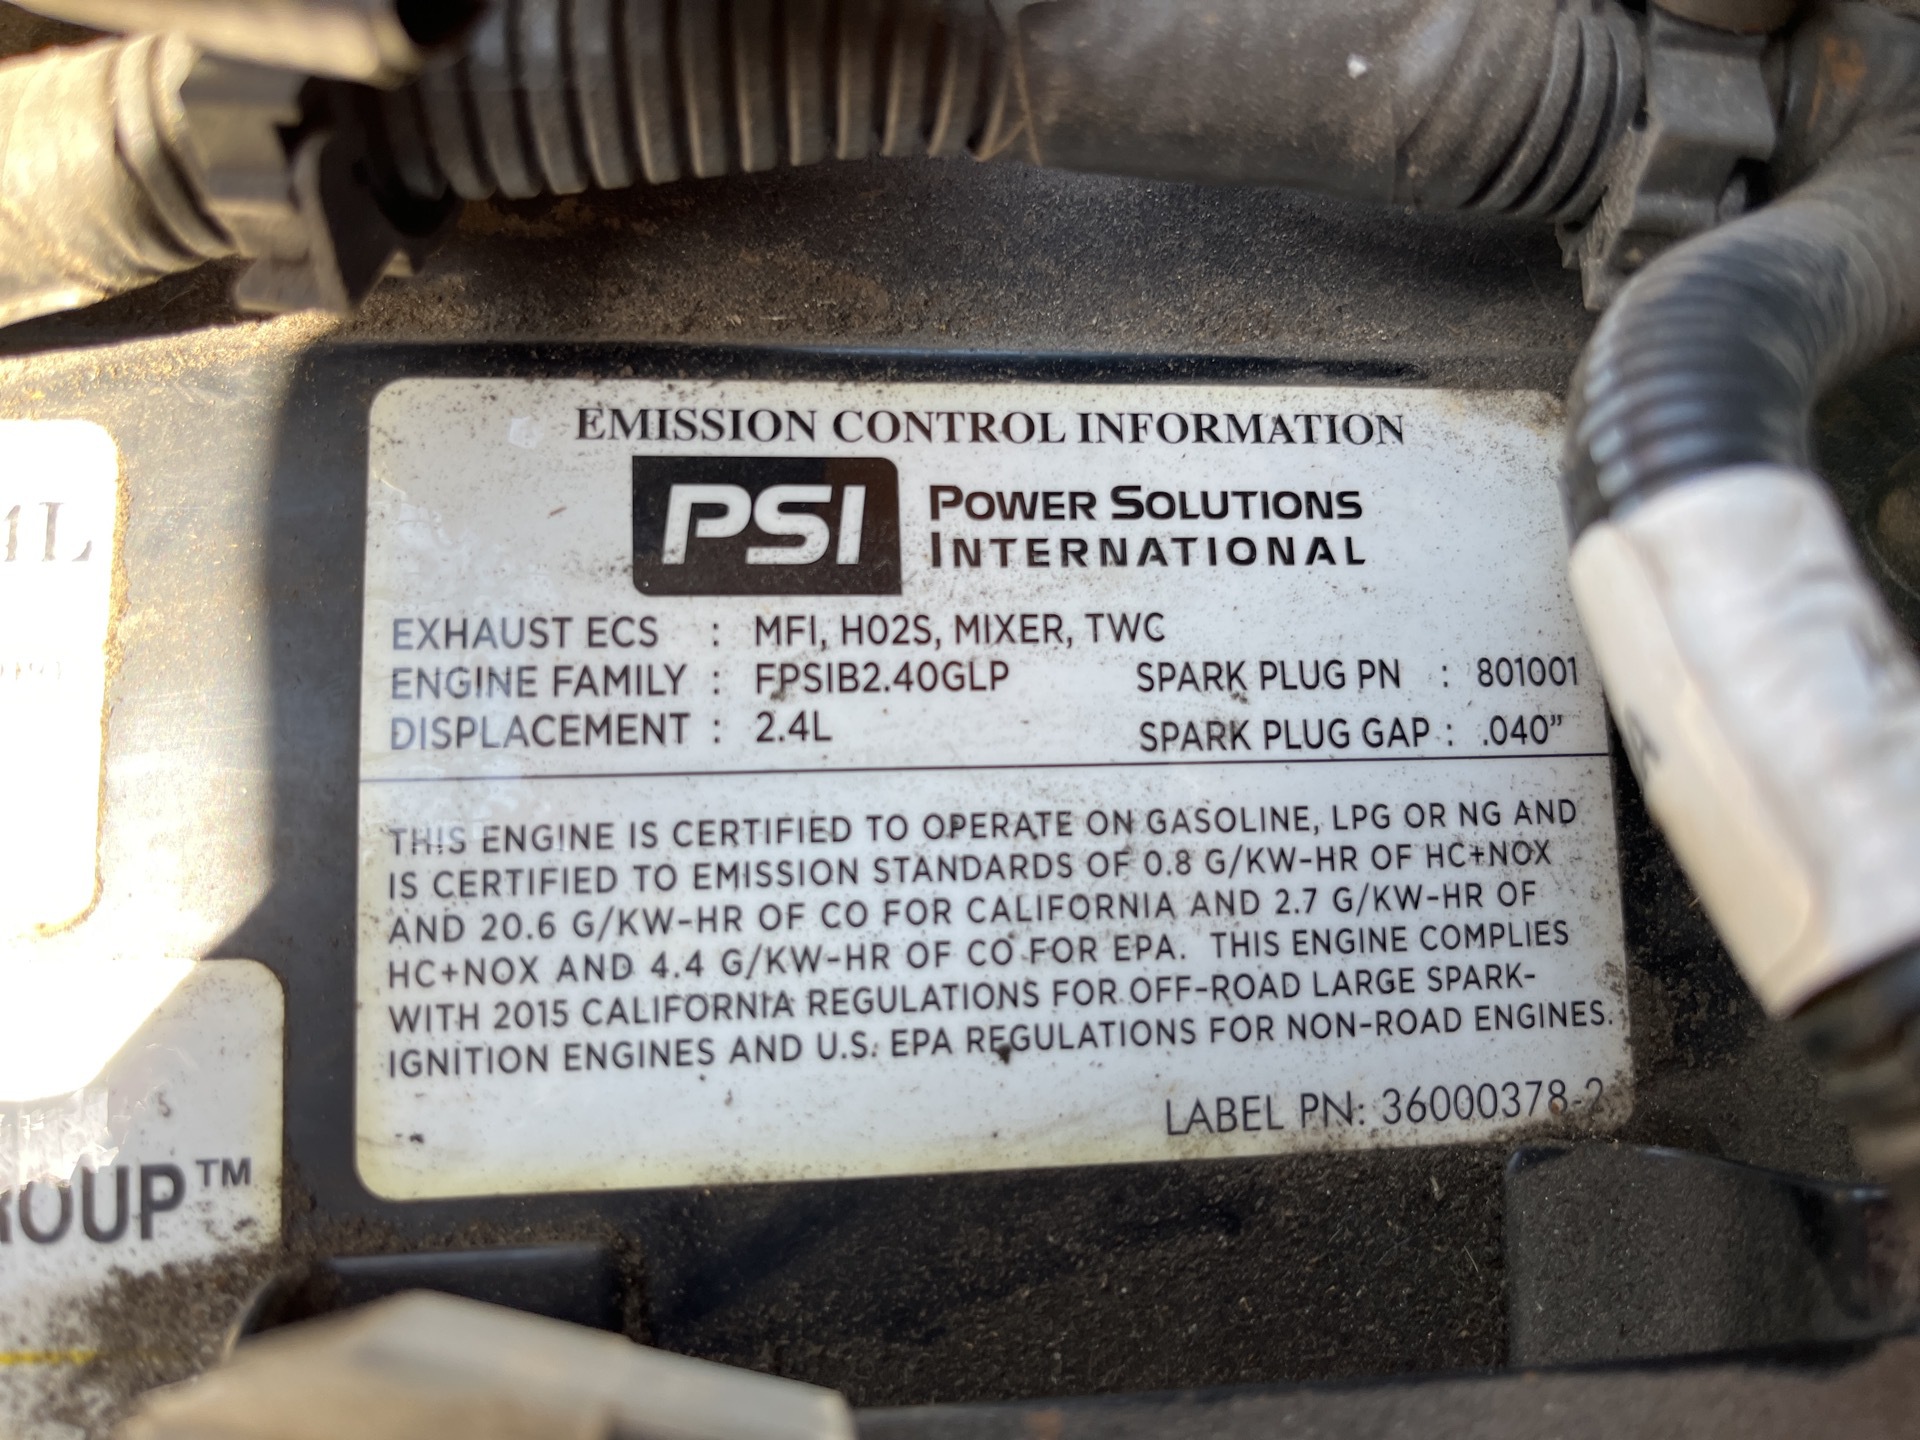 EMISSION CONTROL INFORMATION
PSI POWER SOLUTIONS
INTERNATIONAL
EXHAUST ECS : MFI, HO2S, MIXER, TWC
ENGINE FAMILY : FPSIB2.40GLP SPARK PLUG PN : 801001
DISPLACEMENT : 2.4L SPARK PLUG GAP : .040”
THIS ENGINE IS CERTIFIED TO OPERATE ON GASOLINE, LPG OR NG AND
IS CERTIFIED TO EMISSION STANDARDS OF 0.8 G/KW-HR OF HC+NOX
AND 20.6 G/KW-HR OF CO FOR CALIFORNIA AND 2.7 G/KW-HR OF
HC+NOX AND 4.4 G/KW-HR OF CO FOR EPA. THIS ENGINE COMPLIES
WITH 2015 CALIFORNIA REGULATIONS FOR OFF-ROAD LARGE SPARK-
IGNITION ENGINES AND U.S. EPA REGULATIONS FOR NON-ROAD ENGINES.
LABEL PN: 36000378-2
ROUP™